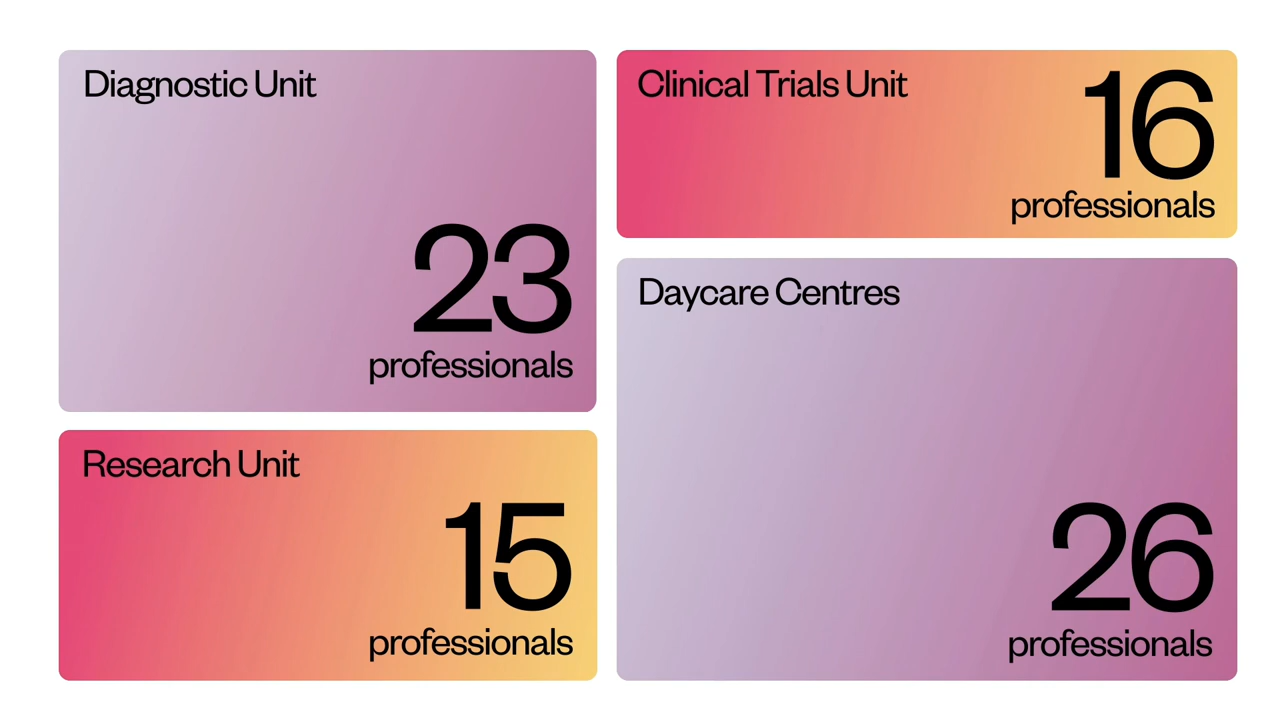 Diagnostic Unit
23
professionals
Clinical Trials Unit
16
professionals
Research Unit
15
professionals
Daycare Centres
26
professionals